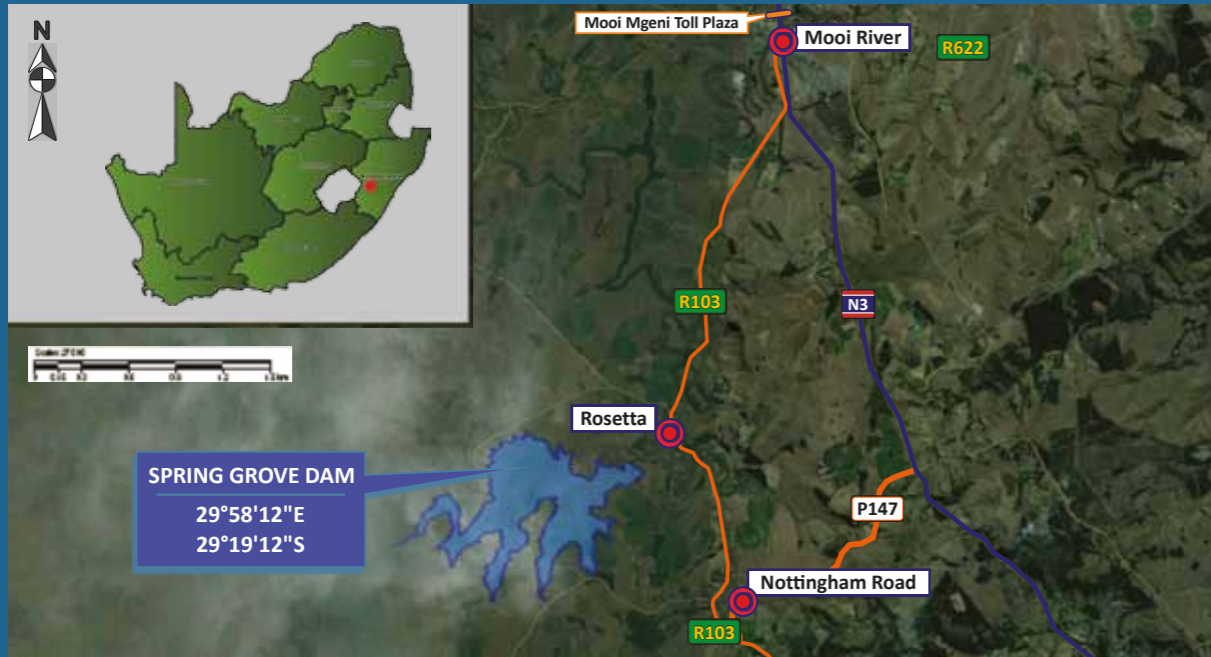 Mooi Mgeni Toll Plaza
N
Mooi River
R622
R103
N3
Rosetta
SPRING GROVE DAM
29°58'12"E
29°19'12"S
P147
Nottingham Road
R103